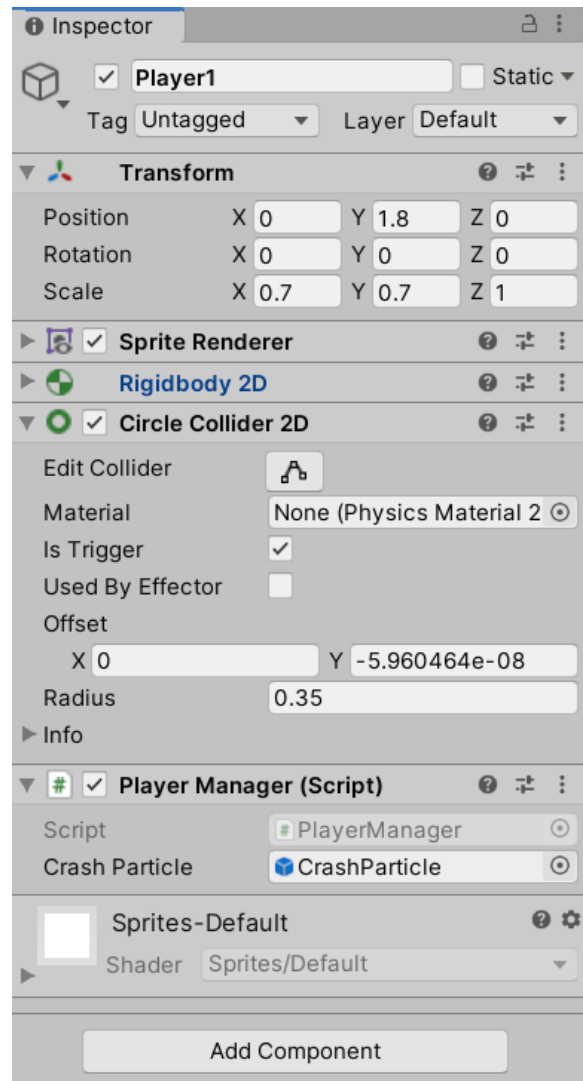 Inspector
Player1 Static
Tag Untagged Layer Default
Transform
Position X 0 Y 1.8 Z 0
Rotation X 0 Y 0 Z 0
Scale X 0.7 Y 0.7 Z 1
Sprite Renderer
Rigidbody 2D
Circle Collider 2D
Edit Collider
Material None (Physics Material 2
Is Trigger
Used By Effector
Offset
X 0 Y -5.960464e-08
Radius 0.35
Info
# Player Manager (Script)
Script # PlayerManager
Crash Particle CrashParticle
Sprites-Default
Shader Sprites/Default
Add Component